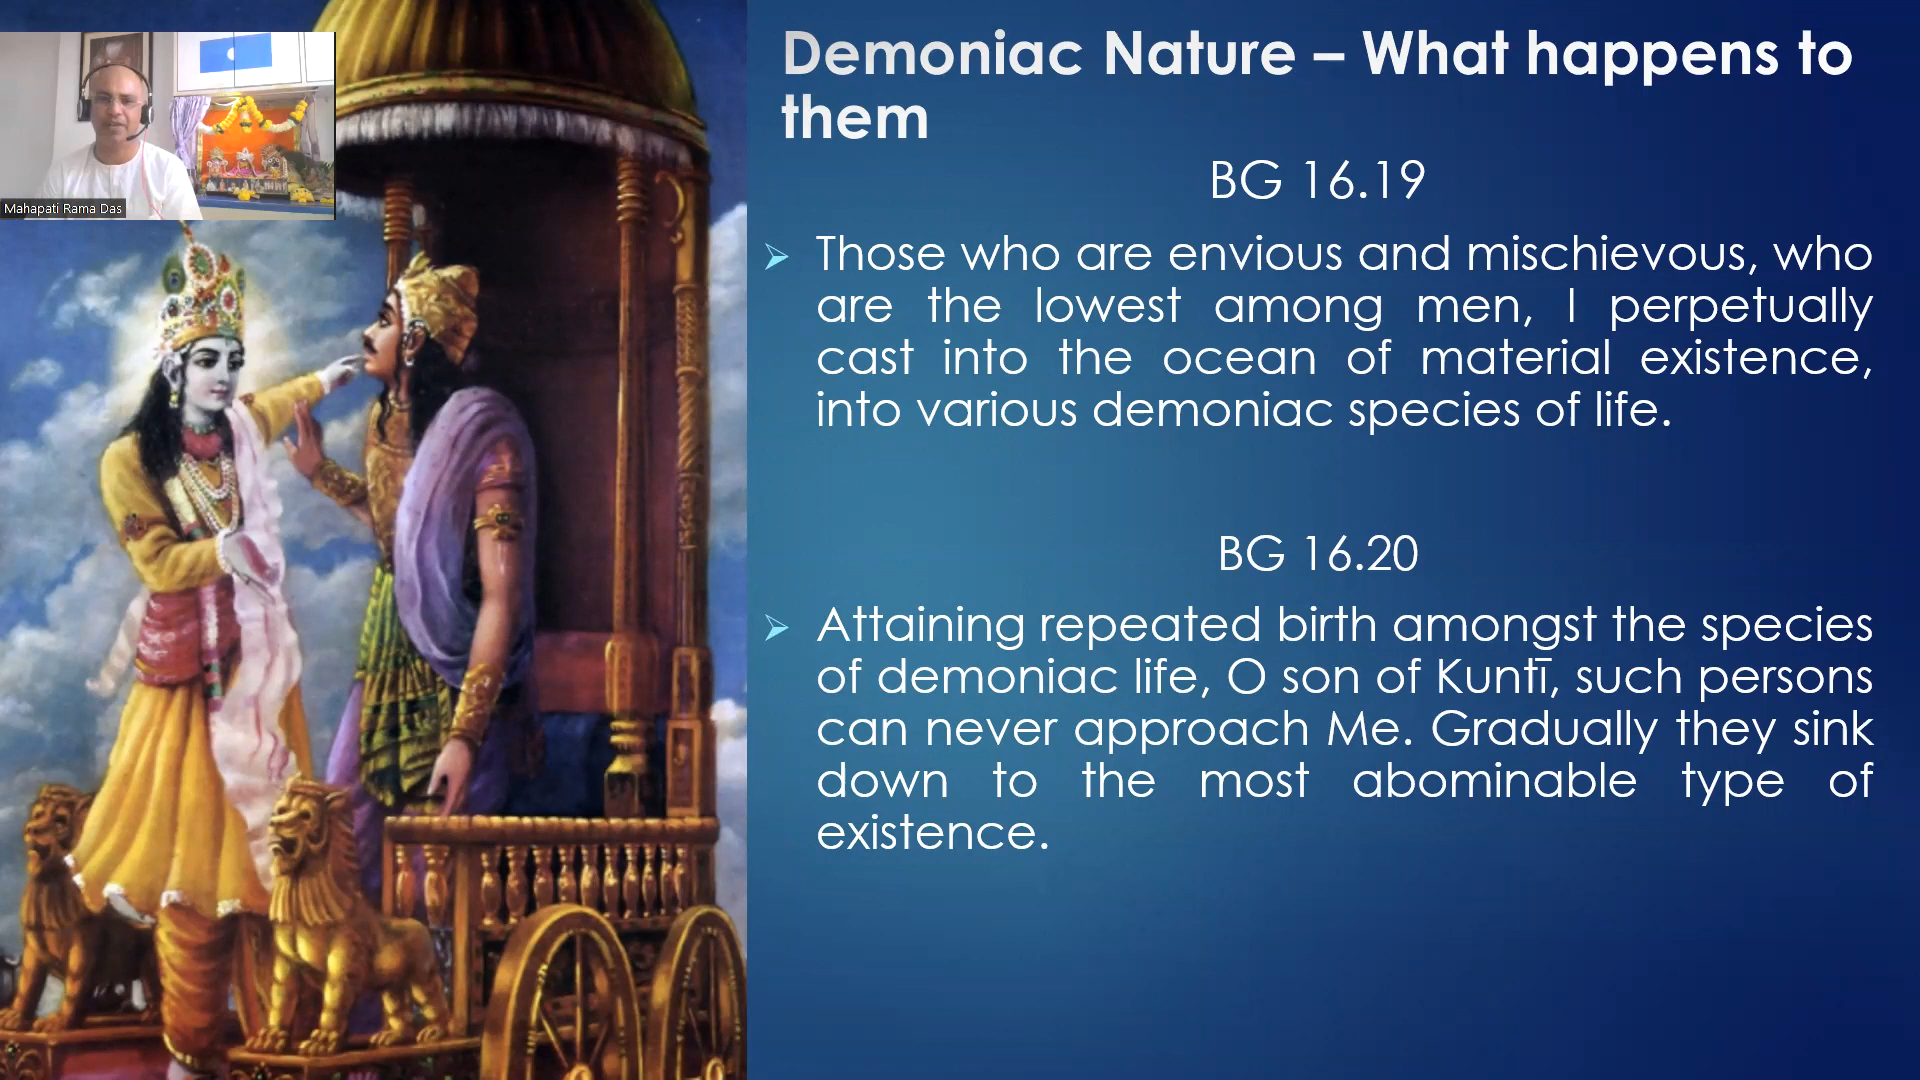 Demoniac Nature – What happens to
them
Mahapati Rama Das
BG 16.19
Those who are envious and mischievous, who
are the lowest among men, I perpetually
cast into the ocean of material existence,
into various demoniac species of life.
BG 16.20
Attaining repeated birth amongst the species
of demoniac life, O son of Kuntī, such persons
can never approach Me. Gradually they sink
down to the most abominable type of
existence.